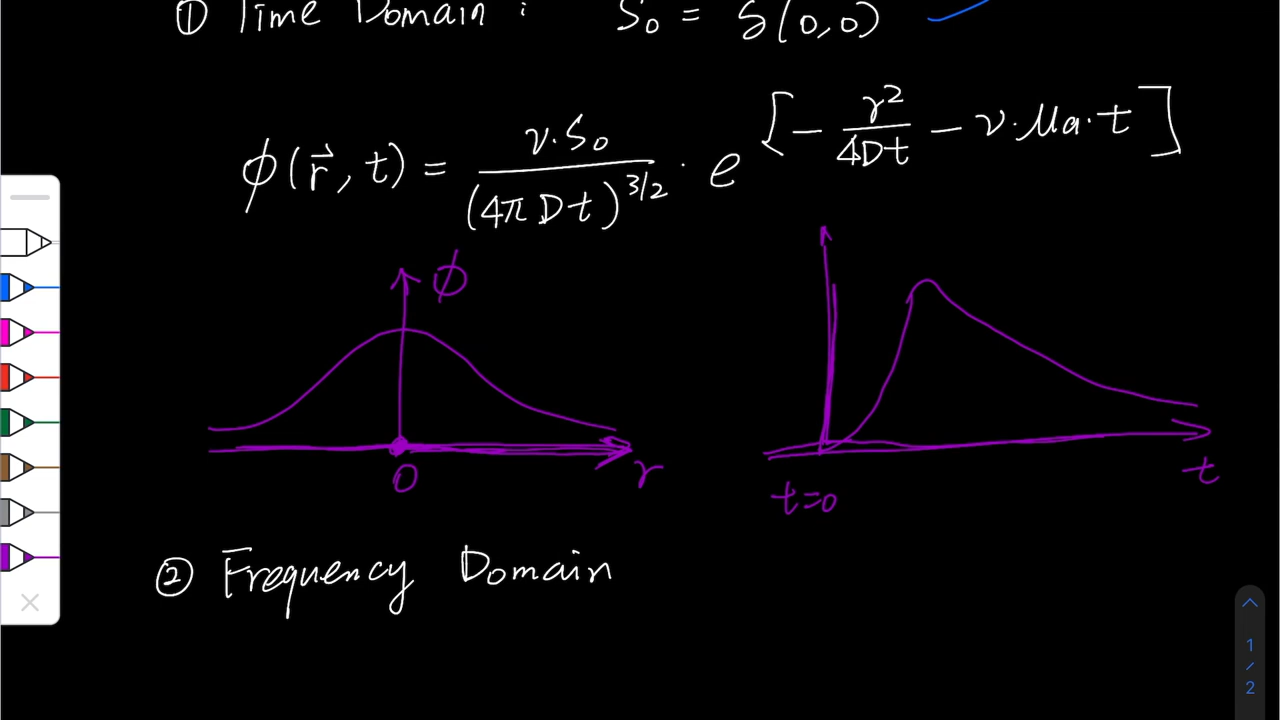 ① Time Domain : S₀ = δ(0,0)
ϕ(r⃗, t) = ν·S₀ / (4πDt)^3/2 · e^[− r²/4Dt − ν·μa·t]
ϕ
0
r
t=0
t
② Frequency Domain
1
/
2